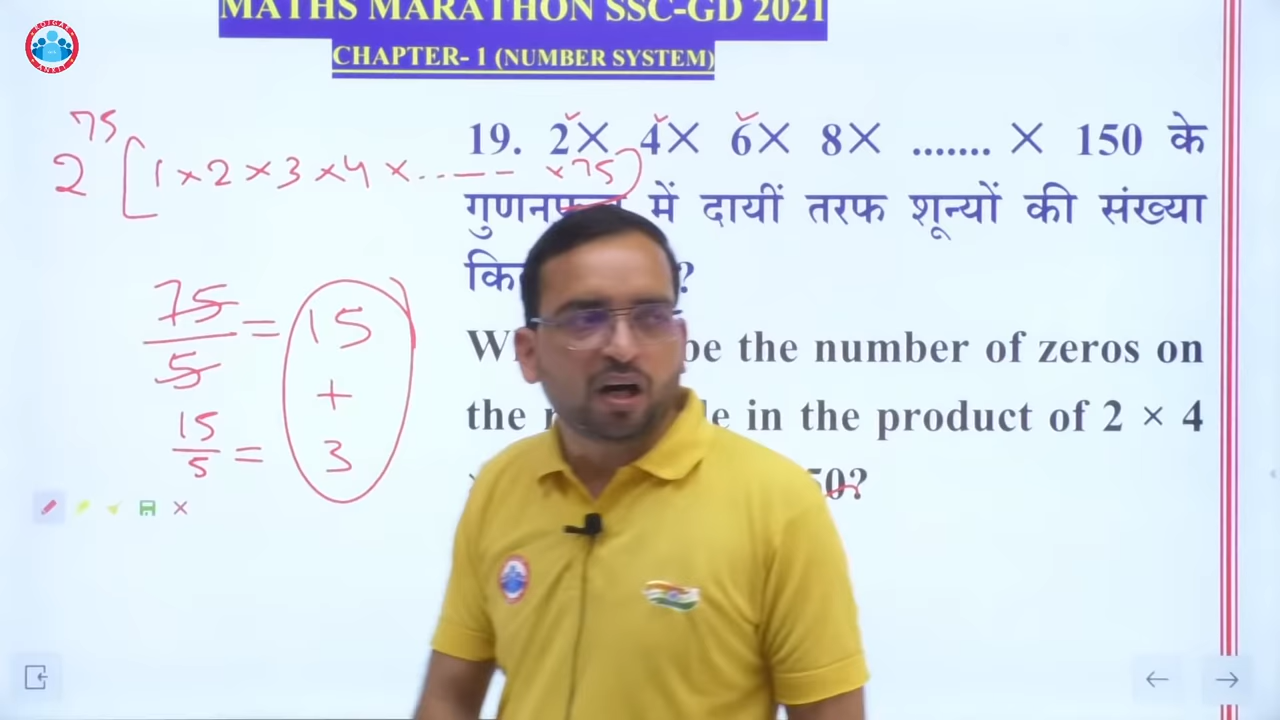 MATHS MARATHON SSC-GD 2021
CHAPTER- 1 (NUMBER SYSTEM)
ROJGAR
ANKIT
2^75 [1×2×3×4×....--- ×75]
19. 2× 4× 6× 8× ....... × 150 के
में दायीं तरफ शून्यों की संख्या
?
be the number of zeros on
the in the product of 2 × 4
50?
75/5 = 15
+
15/5 = 3